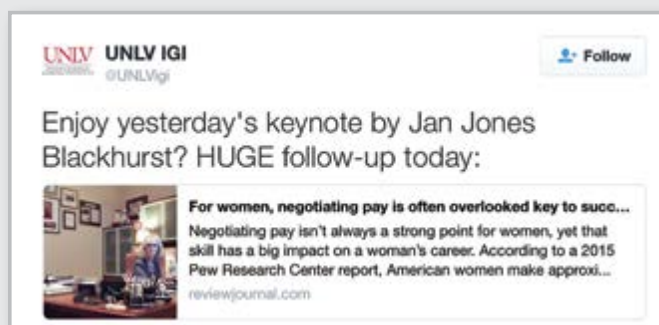 UNLV UNLV IGI
@UNLVigi
Follow
Enjoy yesterday's keynote by Jan Jones
Blackhurst? HUGE follow-up today:
For women, negotiating pay is often overlooked key to succ...
Negotiating pay isn't always a strong point for women, yet that
skill has a big impact on a woman's career. According to a 2015
Pew Research Center report, American women make approxi...
reviewjournal.com